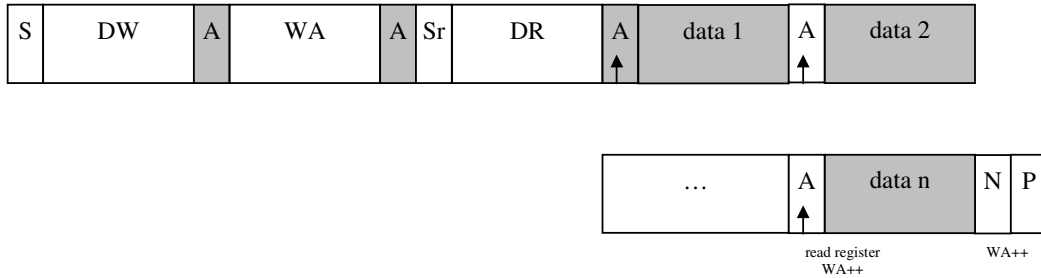 S DW A WA A Sr DR A data 1 A data 2
… A data n N P
read register WA++
WA++